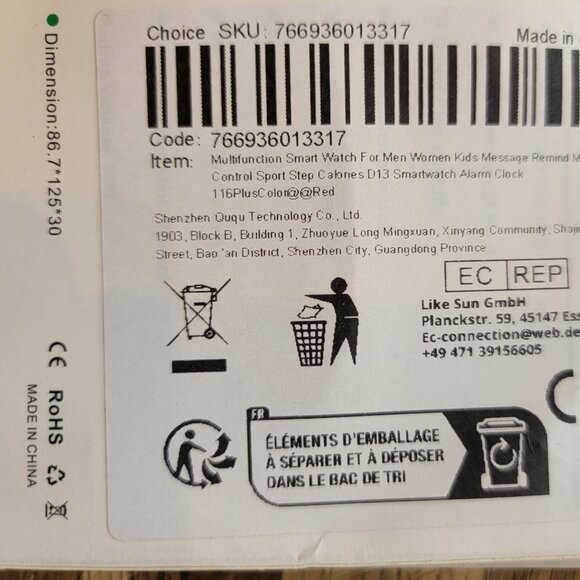 Choice SKU: 766936013317
Made in
Code: 766936013317
Item: Multifunction Smart Watch For Men Women Kids Message Remind
Control Sport Step Calories D13 Smartwatch Alarm Clock
116PlusColor@@Red
Shenzhen Ququ Technology Co., Ltd.
1903, Block B, Building 1, Zhuoyue Long Mingxuan, Xinyang Community,
Street, Bao 'an District, Shenzhen City, Guangdong Province
EC REP
Like Sun GmbH
Planckstr. 59, 45147
Ec-connection@web.de
+49 471 39156605
FR
ÉLÉMENTS D'EMBALLAGE
À SÉPARER ET À DÉPOSER
DANS LE BAC DE TRI
Dimension:86.7*125*30
CE RoHS
MADE IN CHINA